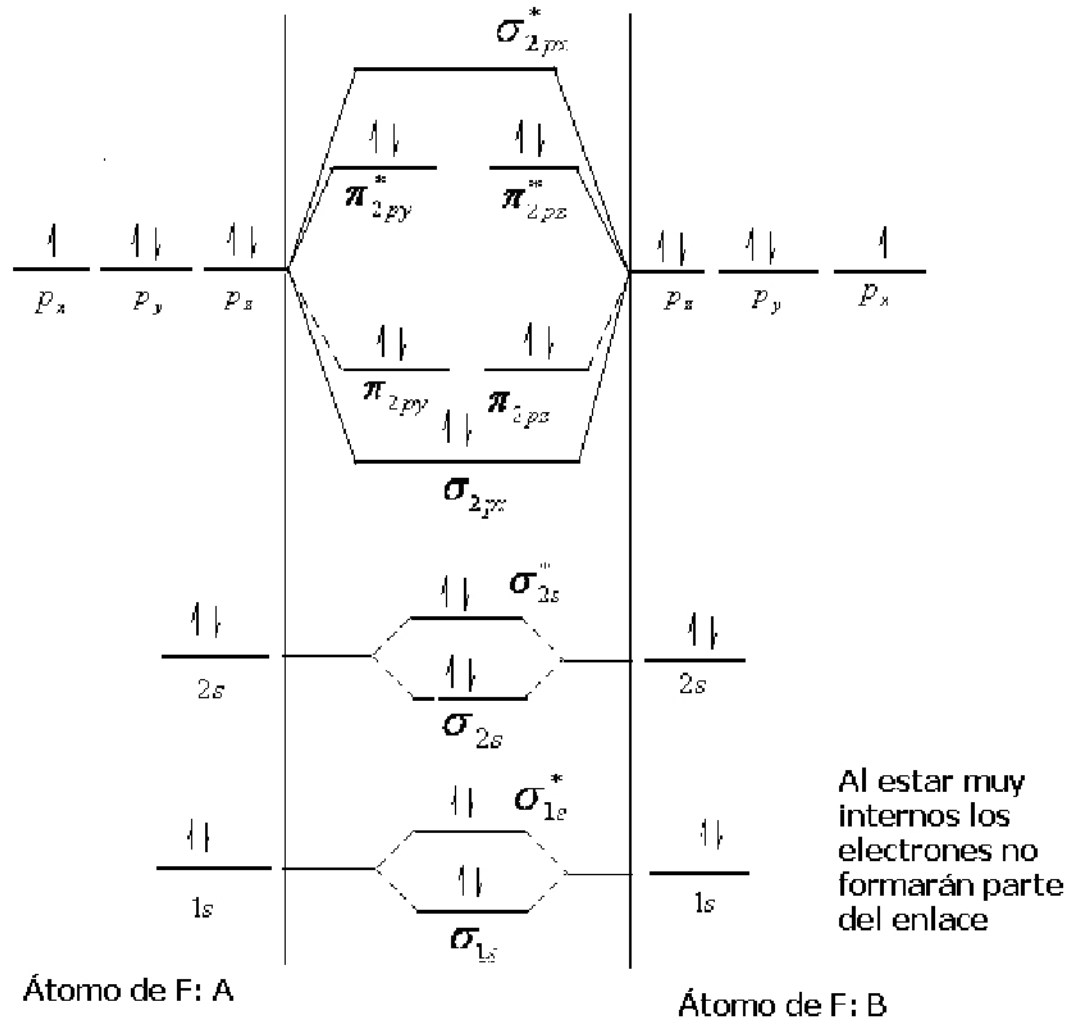 σ*2px
π*2py π*2pz
px py pz pz py px
π2py π2pz
σ2px
σ*2s
2s 2s
σ2s
σ*1s
1s 1s
σ1s
Al estar muy
internos los
electrones no
formarán parte
del enlace
Átomo de F: A
Átomo de F: B